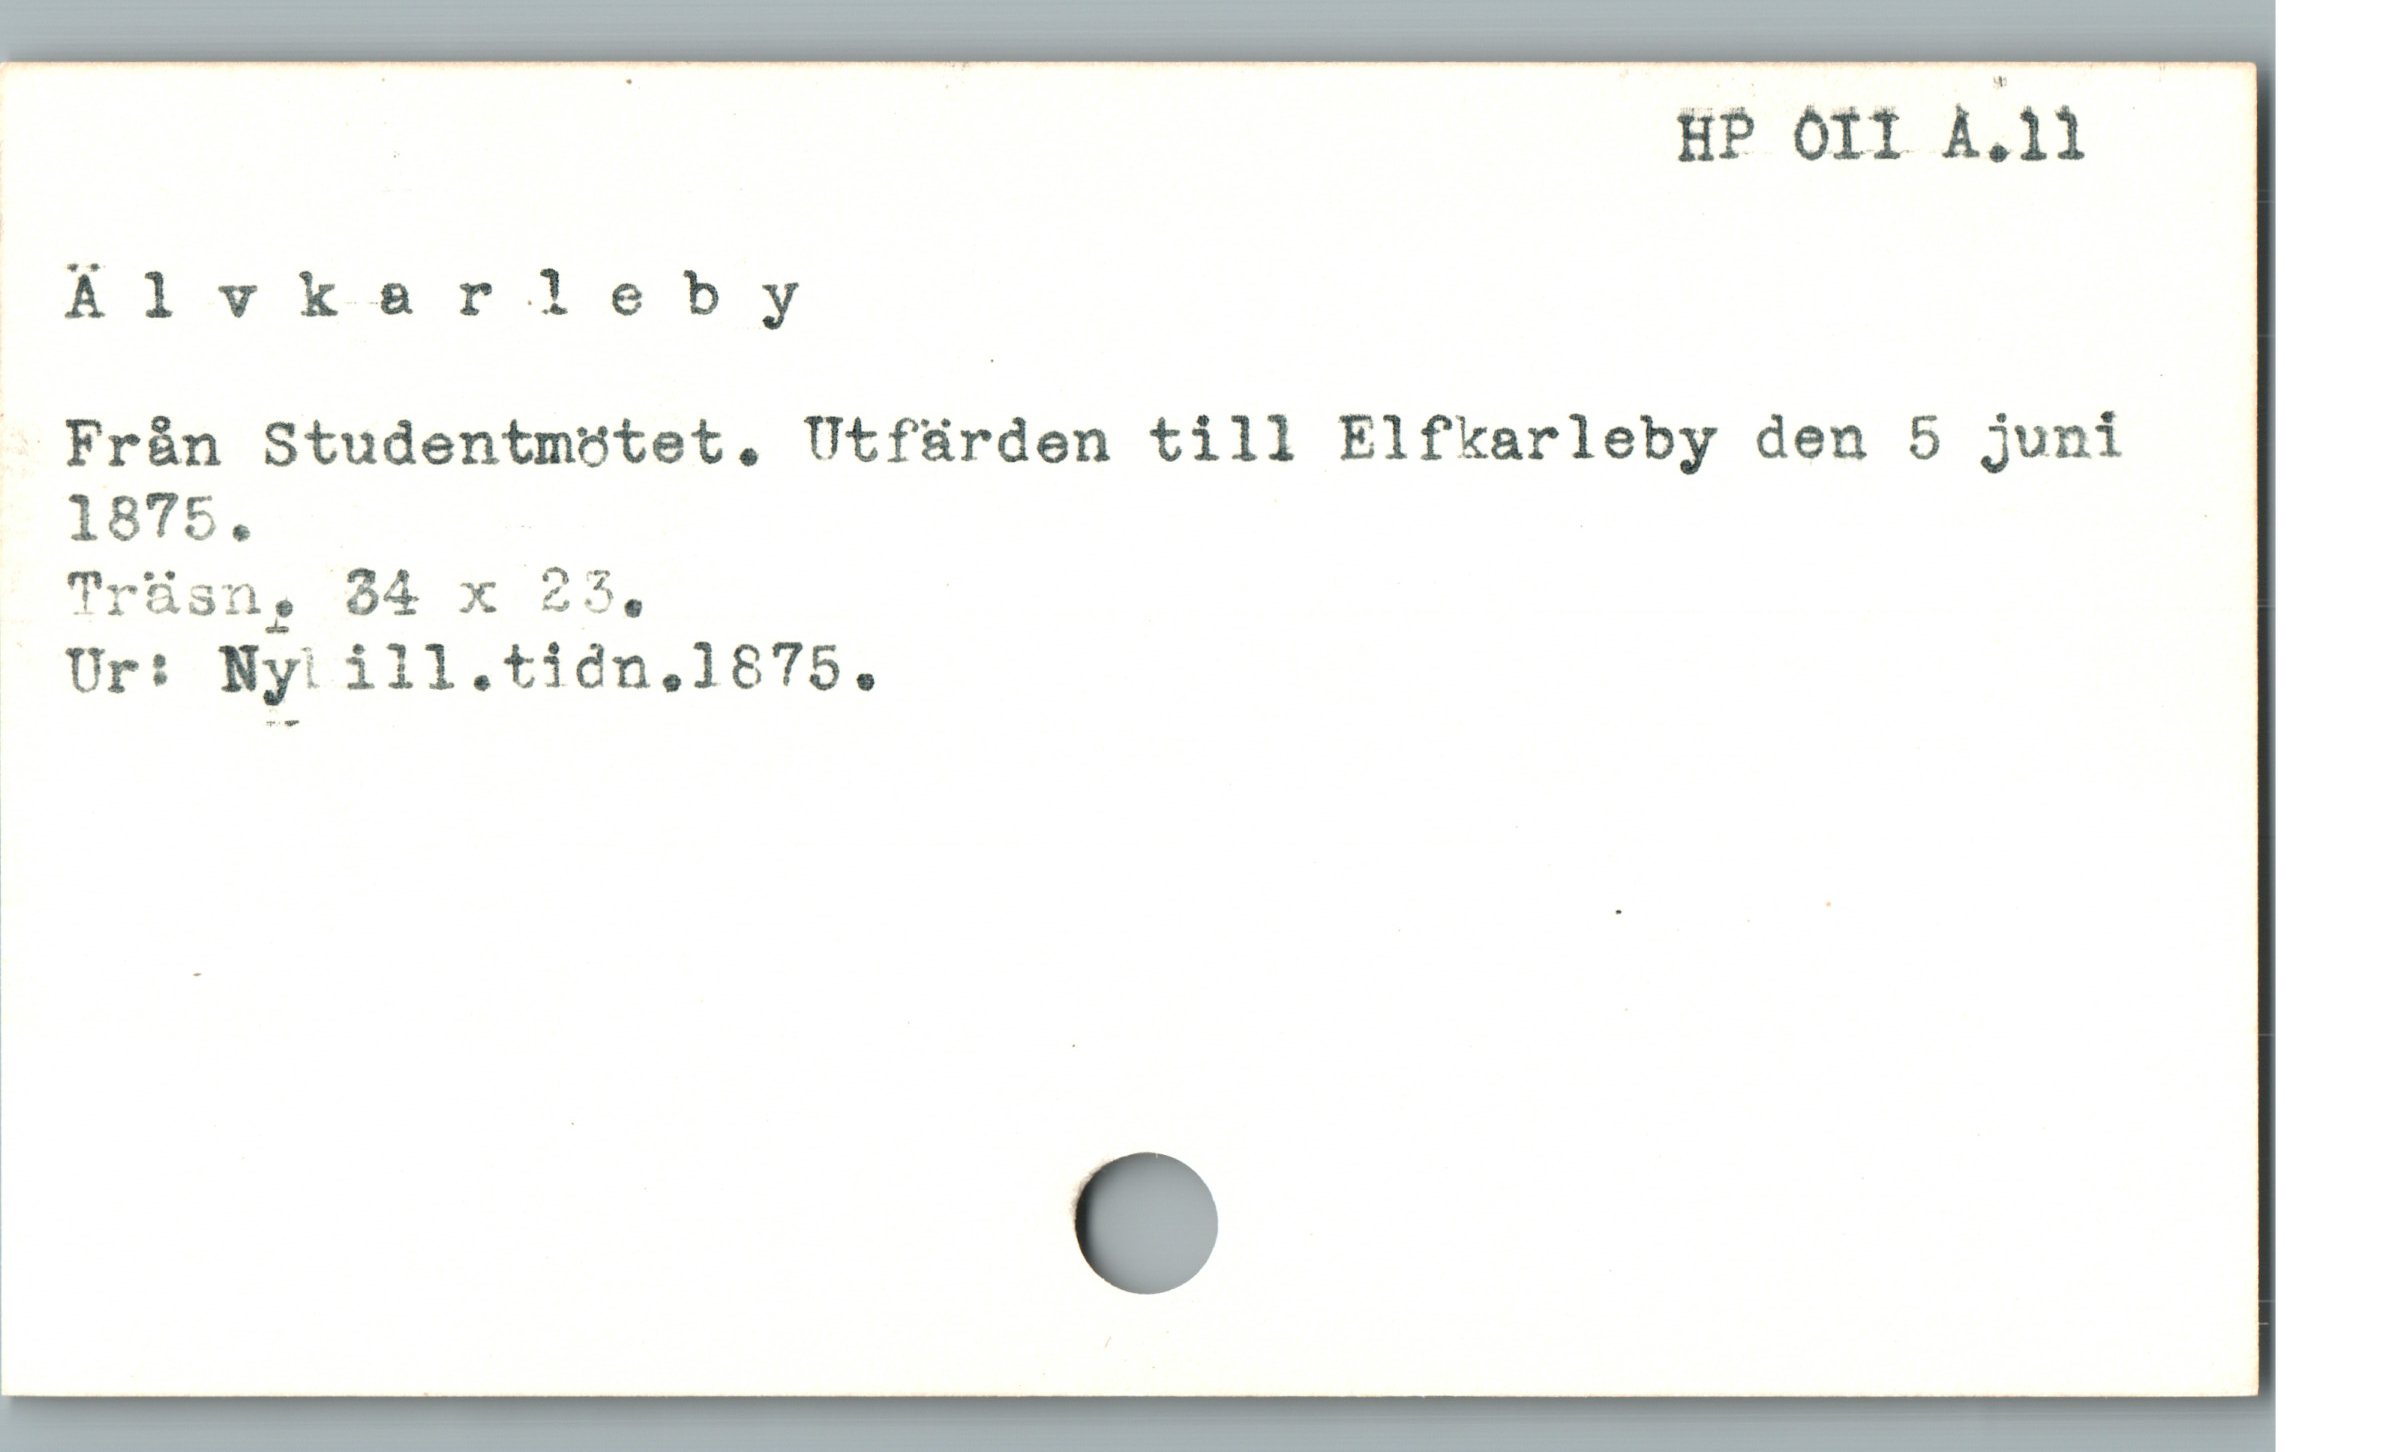 HP OII A.11
Älvkarleby
Från Studentmötet. Utfärden till Elfkarleby den 5 juni
1875.
Träsn. 34 x 23.
Ur: Ny ill.tidn.1875.